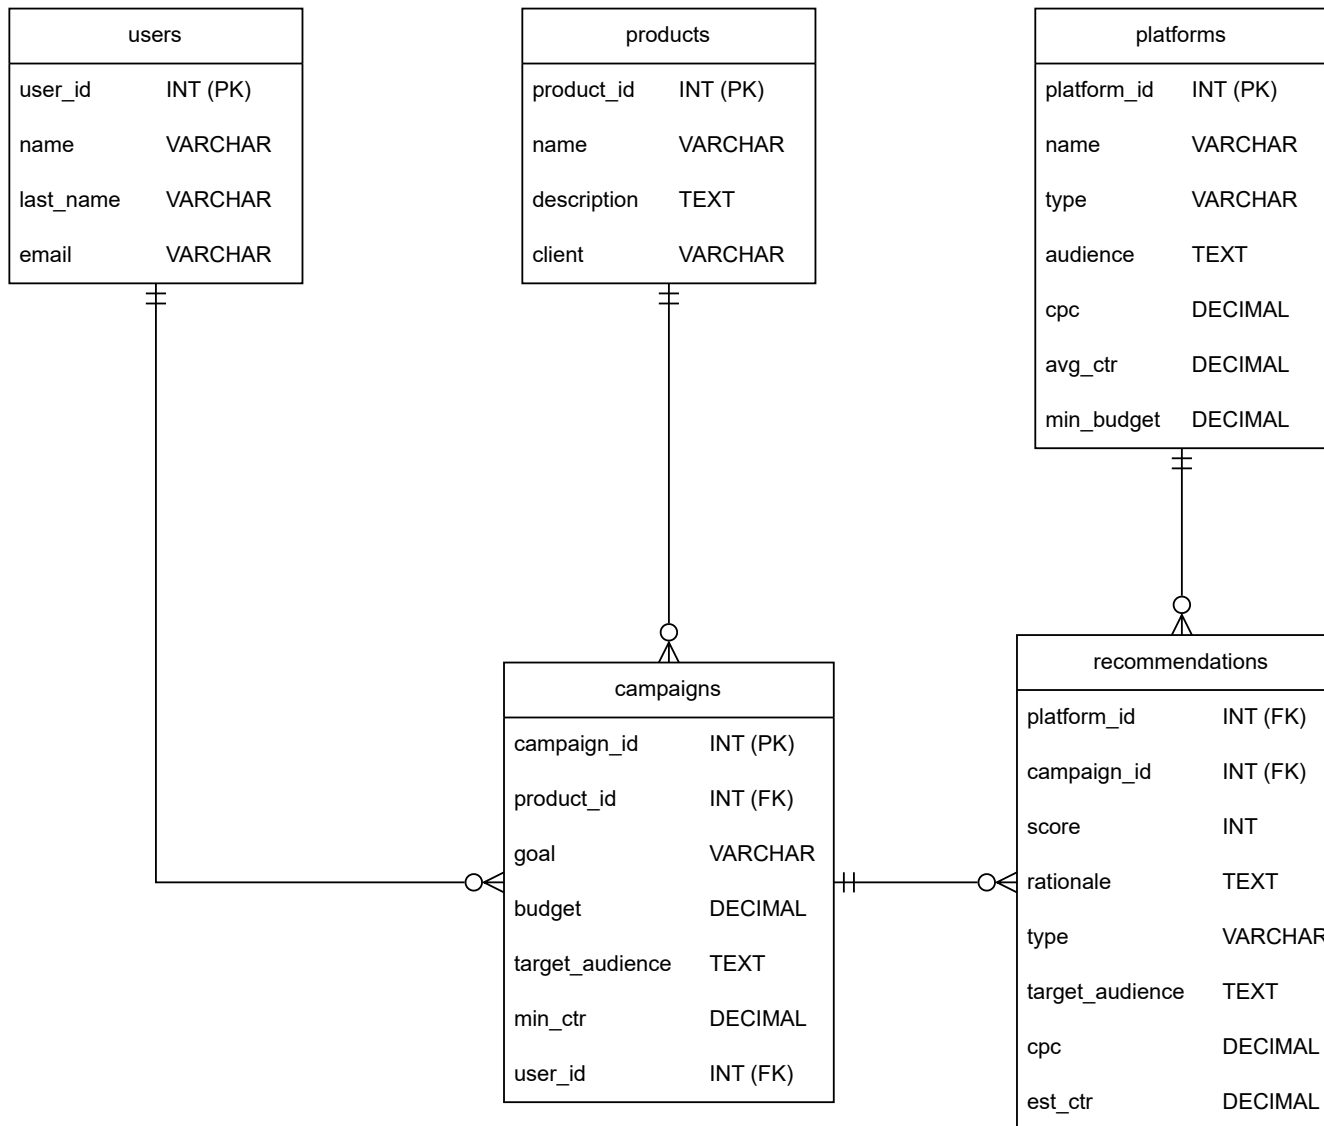 users
user_id INT (PK)
name VARCHAR
last_name VARCHAR
email VARCHAR
products
product_id INT (PK)
name VARCHAR
description TEXT
client VARCHAR
platforms
platform_id INT (PK)
name VARCHAR
type VARCHAR
audience TEXT
cpc DECIMAL
avg_ctr DECIMAL
min_budget DECIMAL
campaigns
campaign_id INT (PK)
product_id INT (FK)
goal VARCHAR
budget DECIMAL
target_audience TEXT
min_ctr DECIMAL
user_id INT (FK)
recommendations
platform_id INT (FK)
campaign_id INT (FK)
score INT
rationale TEXT
type VARCHAR
target_audience TEXT
cpc DECIMAL
est_ctr DECIMAL